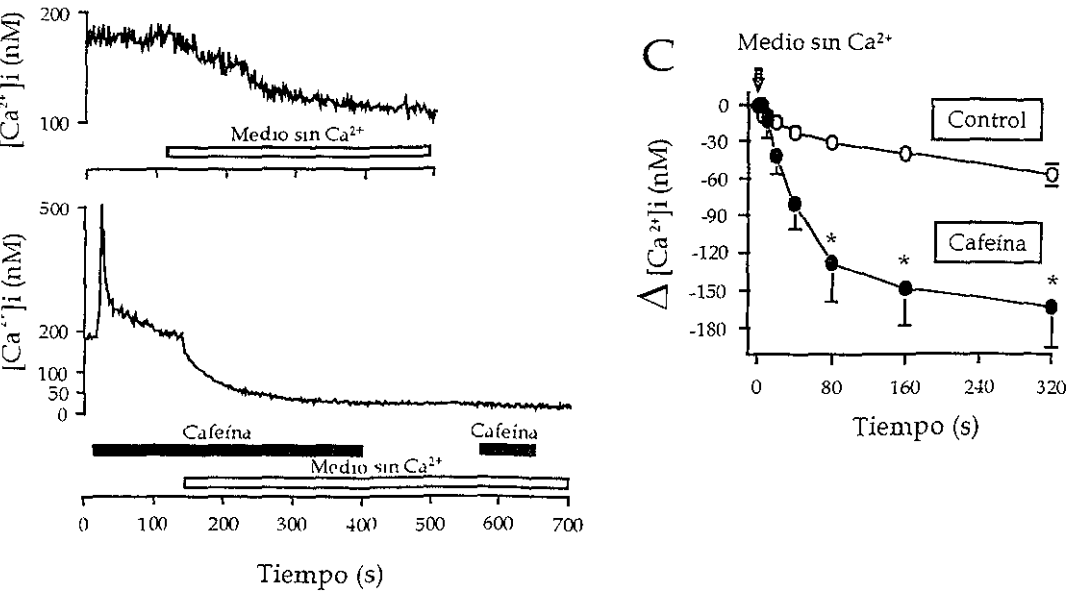 200
[Ca²⁺]i (nM)
100
Medio sin Ca²⁺
500
[Ca²⁺]i (nM)
200
100
50
0
Cafeína
Cafeína
Medio sin Ca²⁺
0 100 200 300 400 500 600 700
Tiempo (s)
C
Medio sin Ca²⁺
0
-30
-60
-90
-120
-150
-180
Δ [Ca²⁺]i (nM)
Control
Cafeína
* * *
0 80 160 240 320
Tiempo (s)